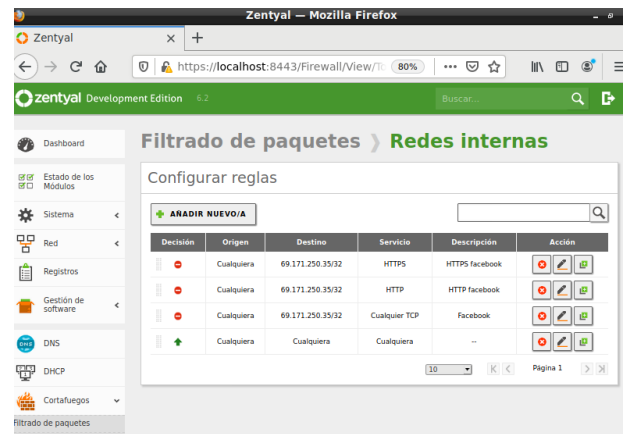 Zentyal — Mozilla Firefox
Zentyal
https://localhost:8443/Firewall/View/To 80%
zentyal Development Edition 6.2 Buscar...
Filtrado de paquetes Redes internas
Dashboard
Estado de los Módulos
Sistema
Red
Registros
Gestión de software
DNS
DHCP
Cortafuegos
Filtrado de paquetes
Configurar reglas
AÑADIR NUEVO/A
Decisión Origen Destino Servicio Descripción Acción
Cualquiera 69.171.250.35/32 HTTPS HTTPS facebook
Cualquiera 69.171.250.35/32 HTTP HTTP facebook
Cualquiera 69.171.250.35/32 Cualquier TCP Facebook
Cualquiera Cualquiera Cualquiera --
10 Página 1